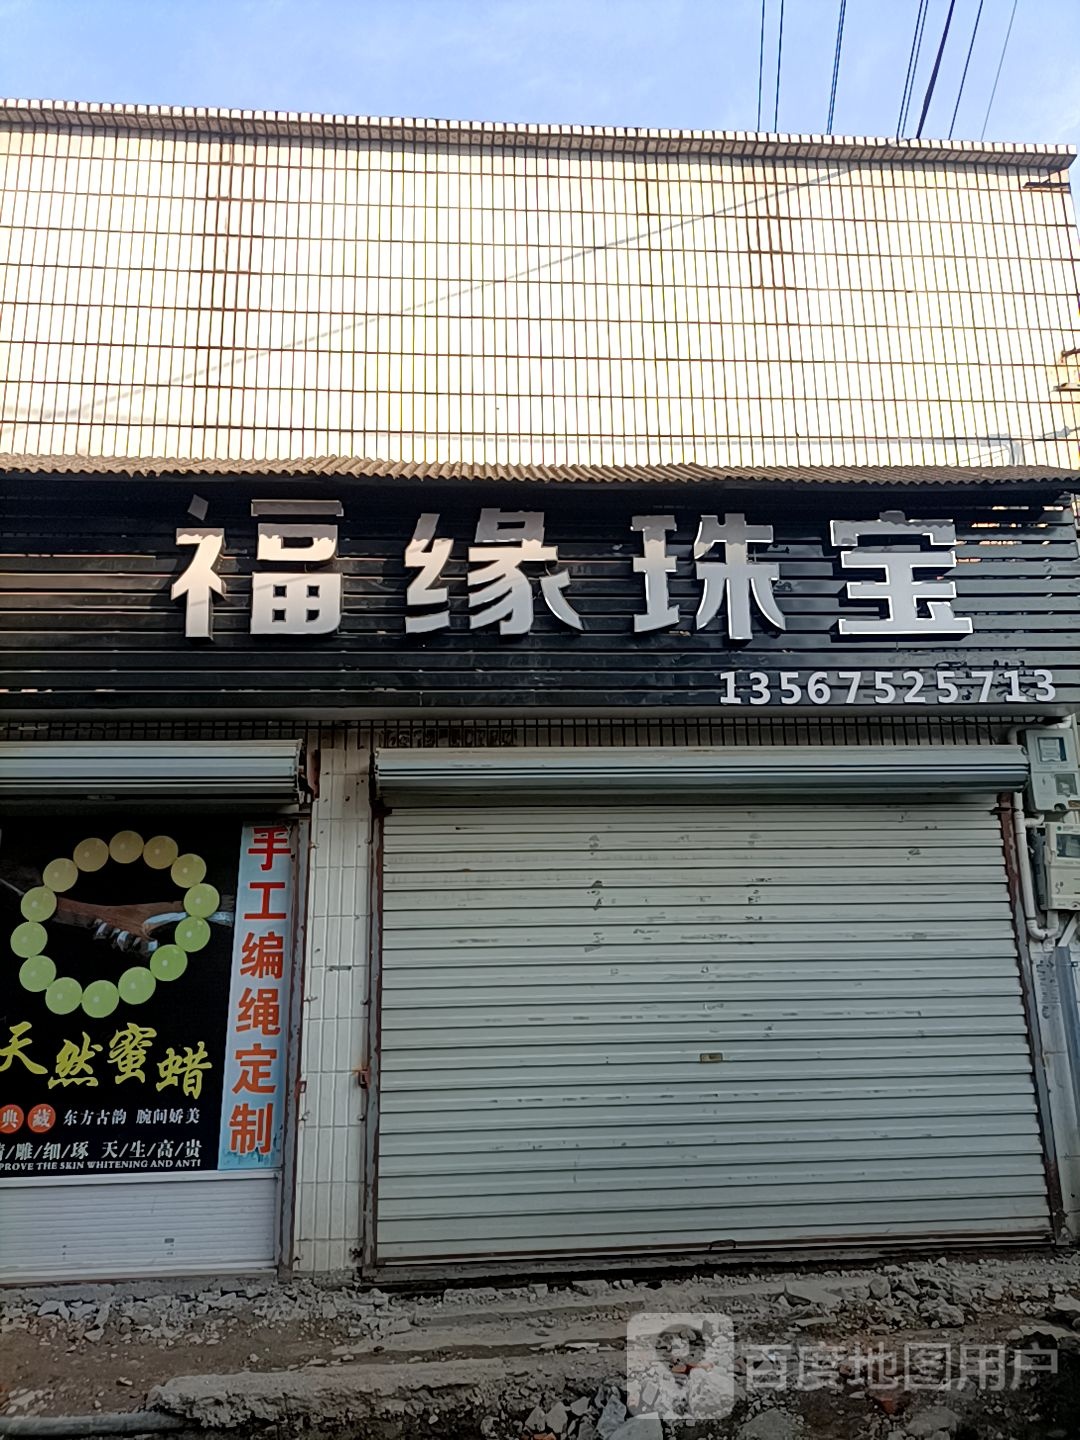 福缘珠宝
13567525713
天然蜜蜡
典藏 东方古韵 腕间娇美
/雕/细/琢 天/生/高/贵
PROVE THE SKIN WHITENING AND ANTI
手工编绳定制
百度地图用户